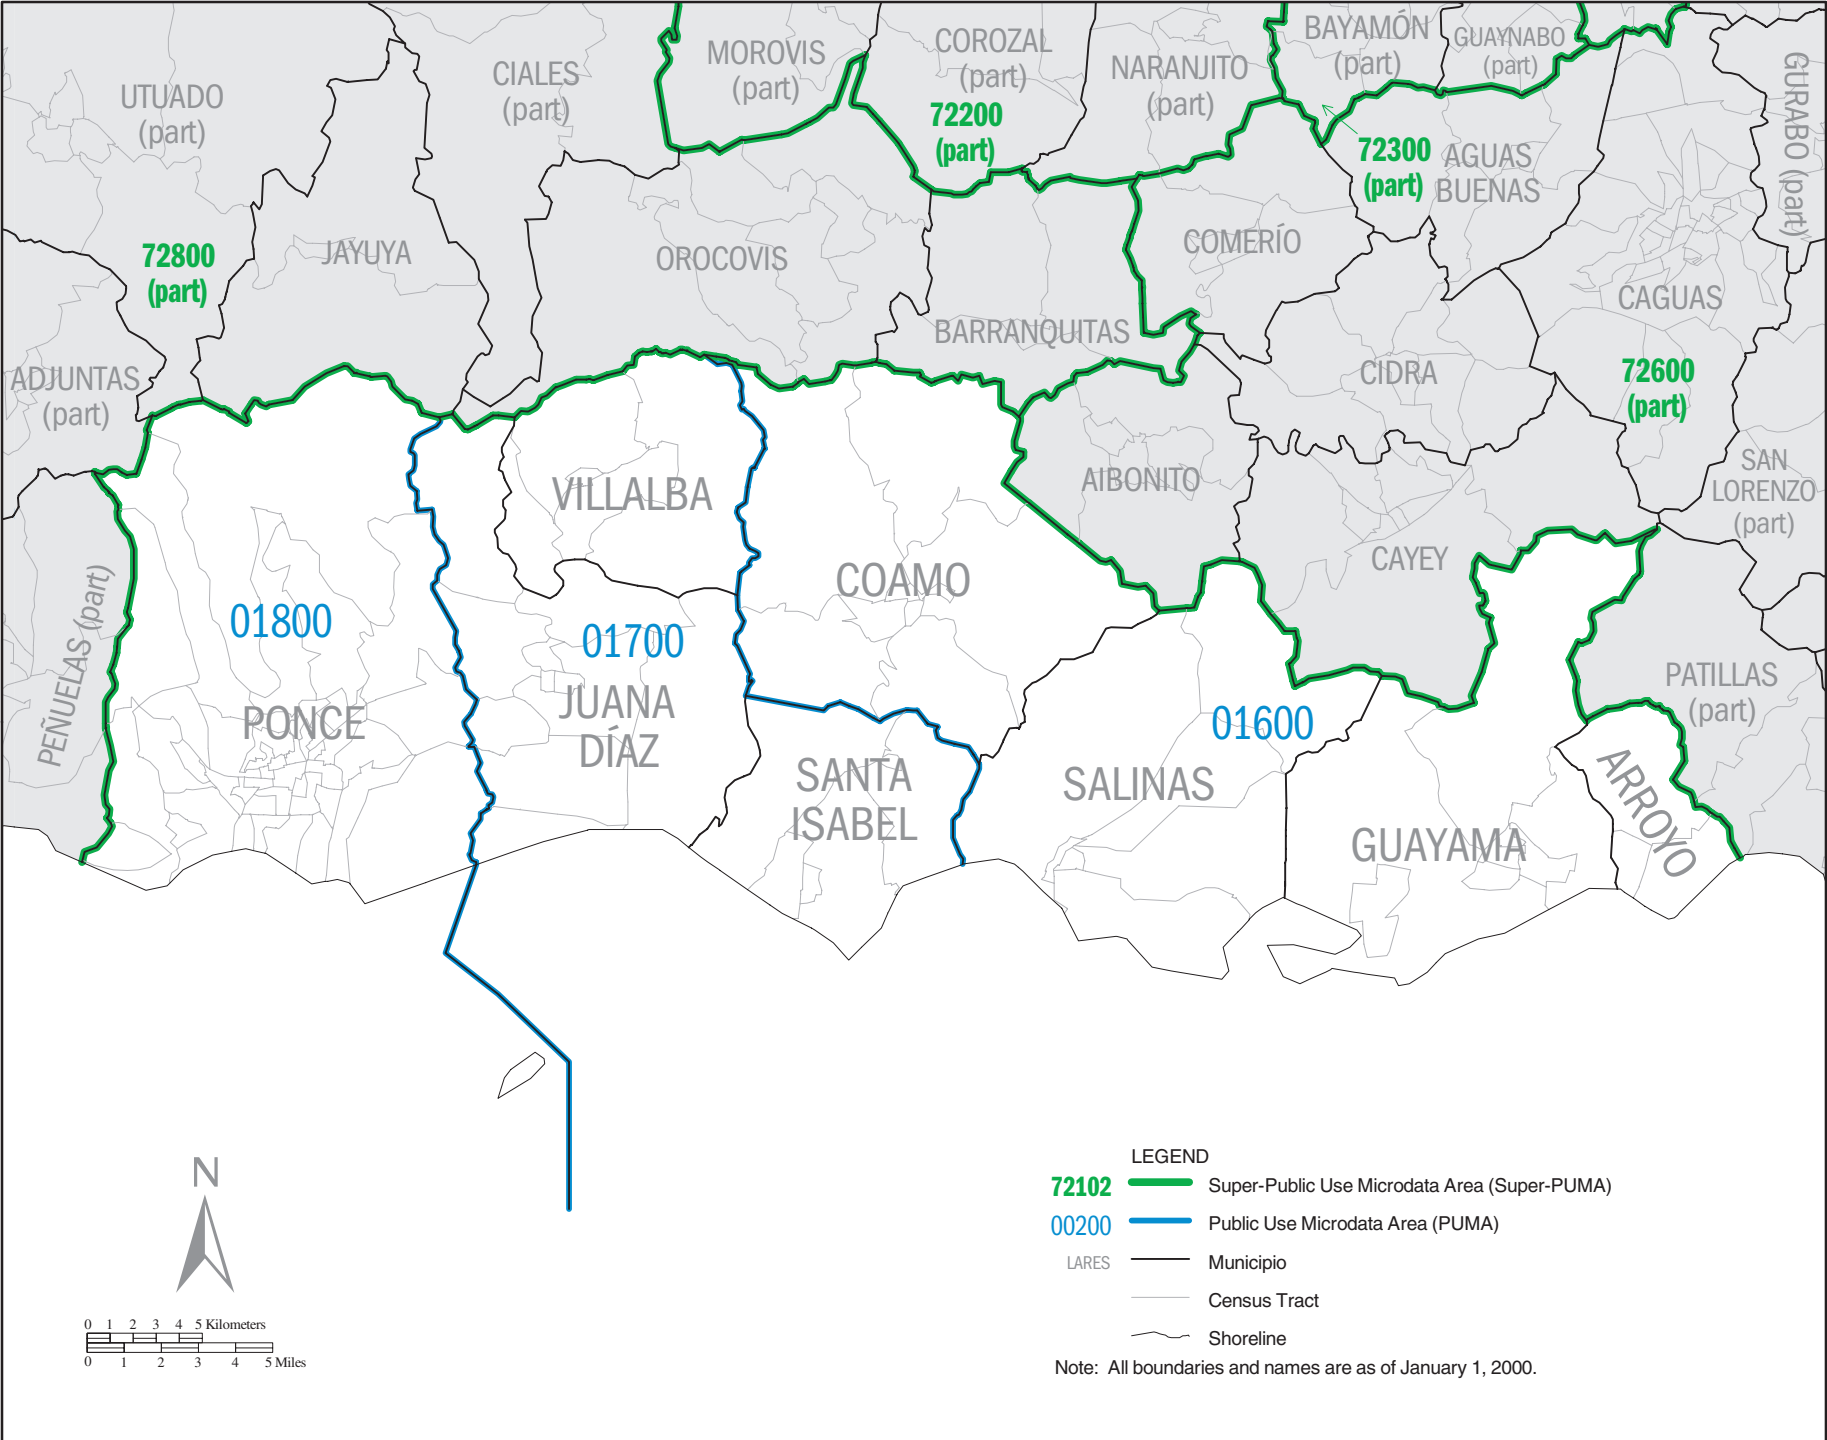 UTUADO
(part)
CIALES
(part)
MOROVIS
(part)
COROZAL
(part)
72200
(part)
NARANJITO
(part)
BAYAMÓN
(part)
GUAYNABO
(part)
GURABO (part)
72300
(part)
AGUAS
BUENAS
72800
(part)
JAYUYA
OROCOVIS
COMERÍO
CAGUAS
BARRANQUITAS
ADJUNTAS
(part)
CIDRA
72600
(part)
AIBONITO
SAN
LORENZO
(part)
VILLALBA
CAYEY
COAMO
PEÑUELAS (part)
01800
01700
PATILLAS
(part)
JUANA
DÍAZ
PONCE
01600
SANTA
ISABEL
SALINAS
ARROYO
GUAYAMA
N
0 1 2 3 4 5 Kilometers
0 1 2 3 4 5 Miles
LEGEND
72102 Super-Public Use Microdata Area (Super-PUMA)
00200 Public Use Microdata Area (PUMA)
LARES Municipio
Census Tract
Shoreline
Note: All boundaries and names are as of January 1, 2000.